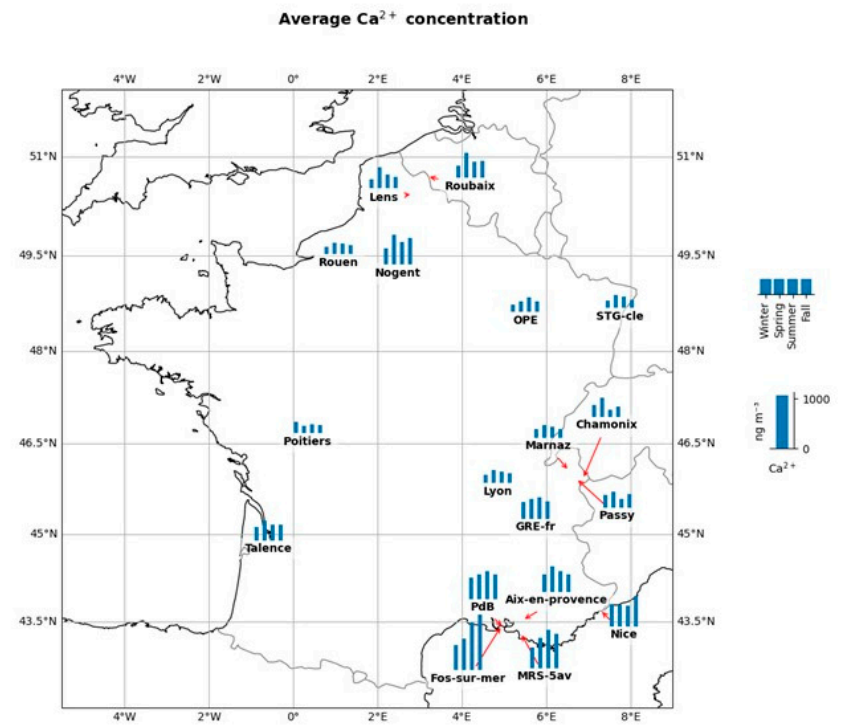 Average Ca²⁺ concentration
4°W 2°W 0° 2°E 4°E 6°E 8°E
51°N 51°N
Roubaix
Lens
49.5°N 49.5°N
Rouen
Nogent
OPE
STG-cle
48°N 48°N
Chamonix
Poitiers
Marnaz
46.5°N 46.5°N
Lyon
Passy
GRE-fr
45°N 45°N
Talence
Aix-en-provence
PdB
43.5°N 43.5°N
Nice
Fos-sur-mer
MRS-5av
4°W 2°W 0° 2°E 4°E 6°E 8°E
Winter
Spring
Summer
Fall
ng m⁻³
1000
0
Ca²⁺